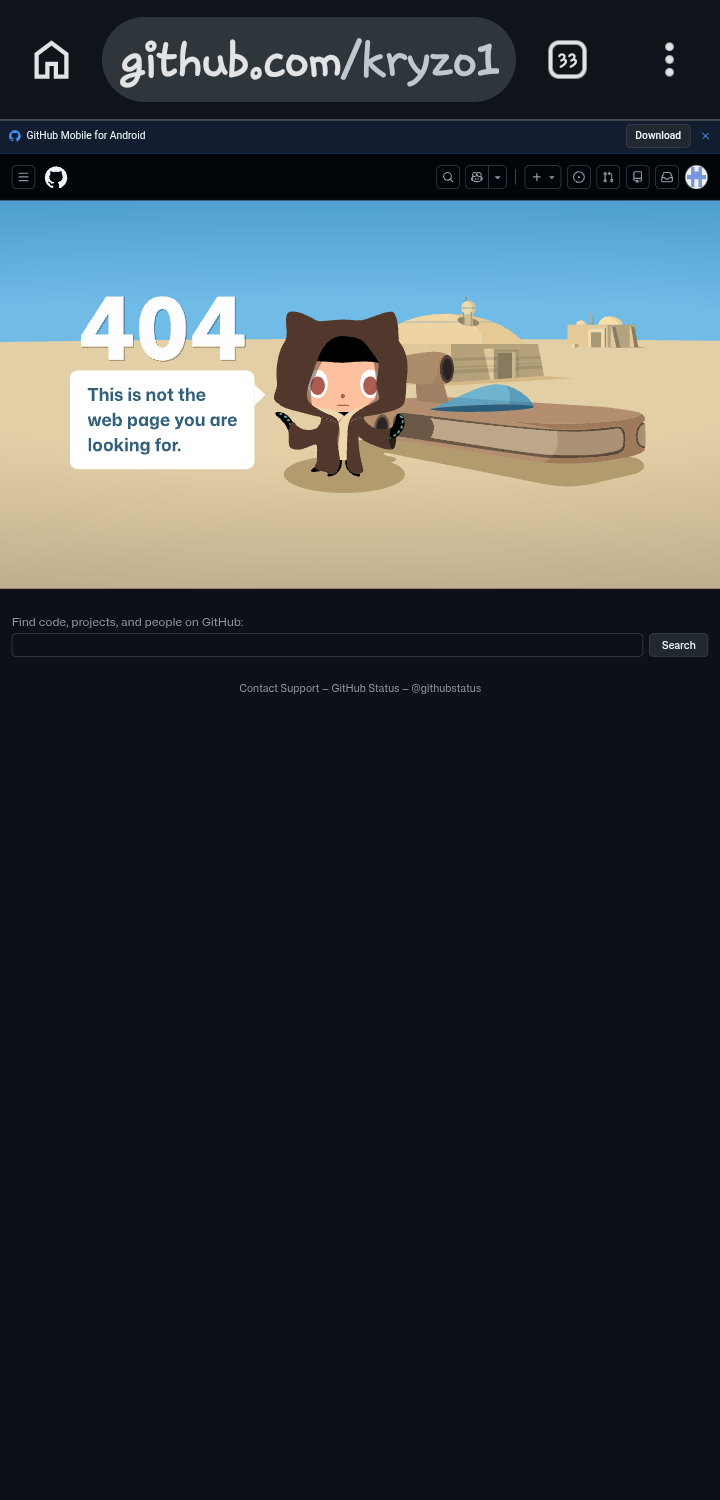 github.com/kryzo1
33
GitHub Mobile for Android
Download
404
This is not the
web page you are
looking for.
Find code, projects, and people on GitHub:
Search
Contact Support — GitHub Status — @githubstatus